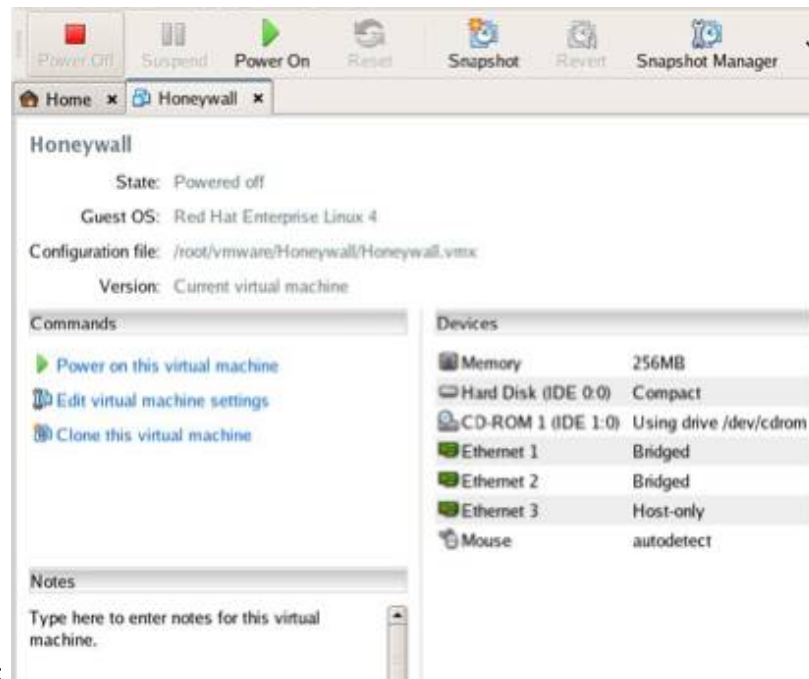 Power Off Suspend Power On Reset Snapshot Revert Snapshot Manager
Home Honeywall
Honeywall
State: Powered off
Guest OS: Red Hat Enterprise Linux 4
Configuration file: /root/vmware/Honeywall/Honeywall.vmx
Version: Current virtual machine
Commands
Power on this virtual machine
Edit virtual machine settings
Clone this virtual machine
Devices
Memory 256MB
Hard Disk (IDE 0:0) Compact
CD-ROM 1 (IDE 1:0) Using drive /dev/cdrom
Ethernet 1 Bridged
Ethernet 2 Bridged
Ethernet 3 Host-only
Mouse autodetect
Notes
Type here to enter notes for this virtual
machine.